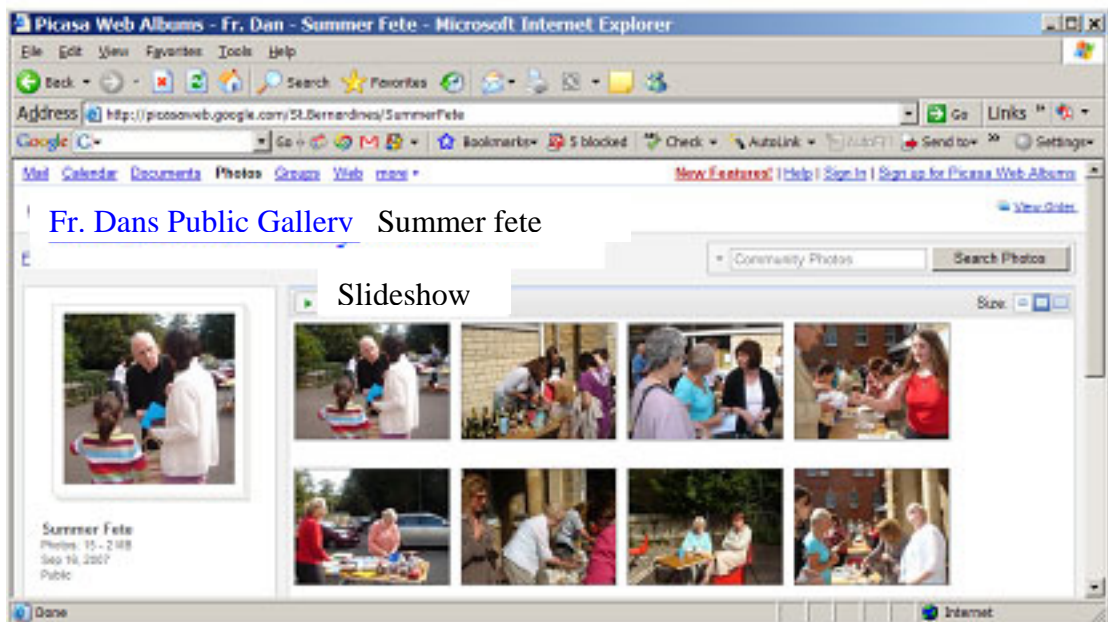 Picasa Web Albums - Fr. Dan - Summer Fete - Microsoft Internet Explorer
File Edit View Favorites Tools Help
Back Search Favorites
Address http://picasaweb.google.com/St.Bernardines/SummerFete Go Links »
Google Go Bookmarks 5 blocked Check AutoLink AutoFill Send to » Settings
Mail Calendar Documents Photos Groups Web more New Features! | Help | Sign In | Sign up for Picasa Web Albums
View Order
Fr. Dans Public Gallery Summer fete
Community Photos Search Photos
Slideshow Size:
Summer Fete
Photos: 15 - 2 MB
Sep 16, 2007
Public
Done Internet